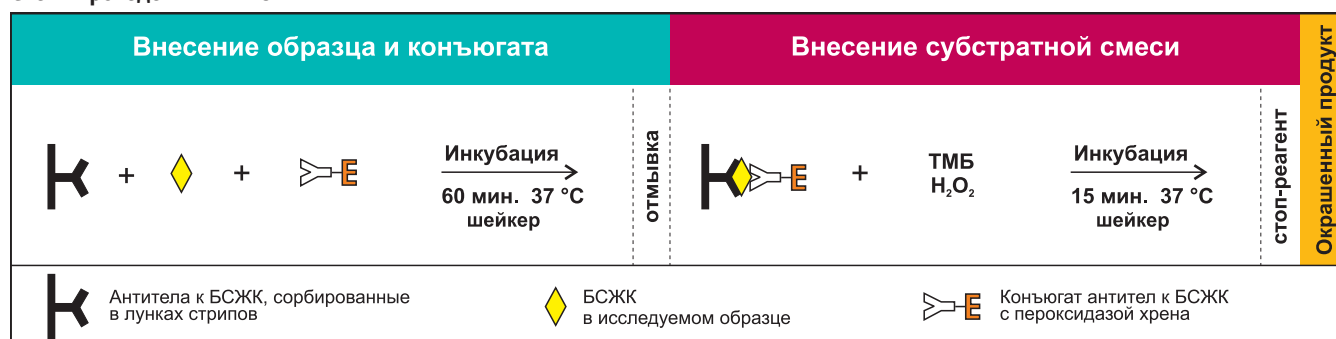 Внесение образца и конъюгата
Внесение субстратной смеси
Окрашенный продукт
+
+
E
Инкубация
60 мин. 37 °C
шейкер
отмывка
E
+
ТМБ
H₂O₂
Инкубация
15 мин. 37 °C
шейкер
стоп-реагент
Антитела к БСЖК, сорбированные
в лунках стрипов
БСЖК
в исследуемом образце
E
Конъюгат антител к БСЖК
с пероксидазой хрена